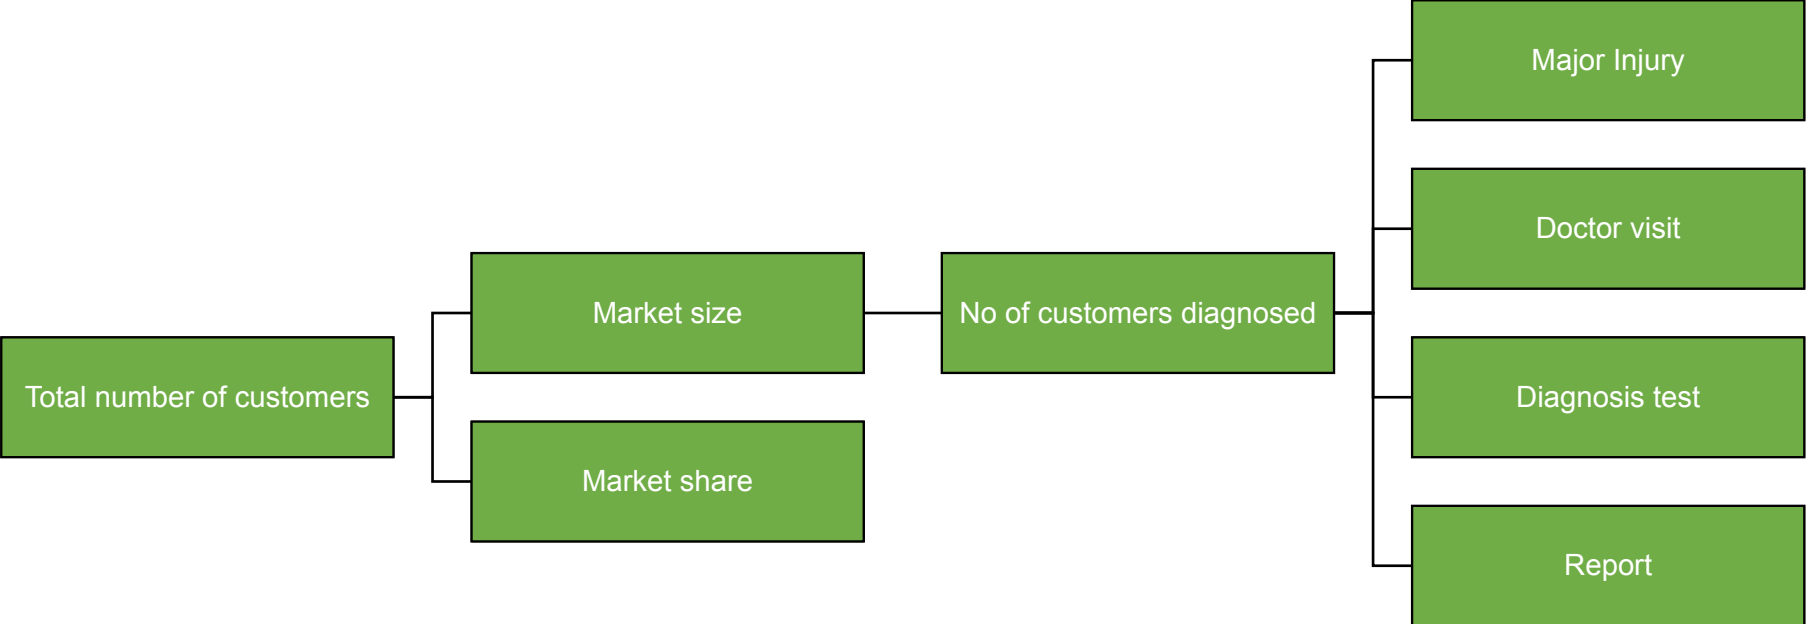 Total number of customers
Market size
Market share
No of customers diagnosed
Major Injury
Doctor visit
Diagnosis test
Report